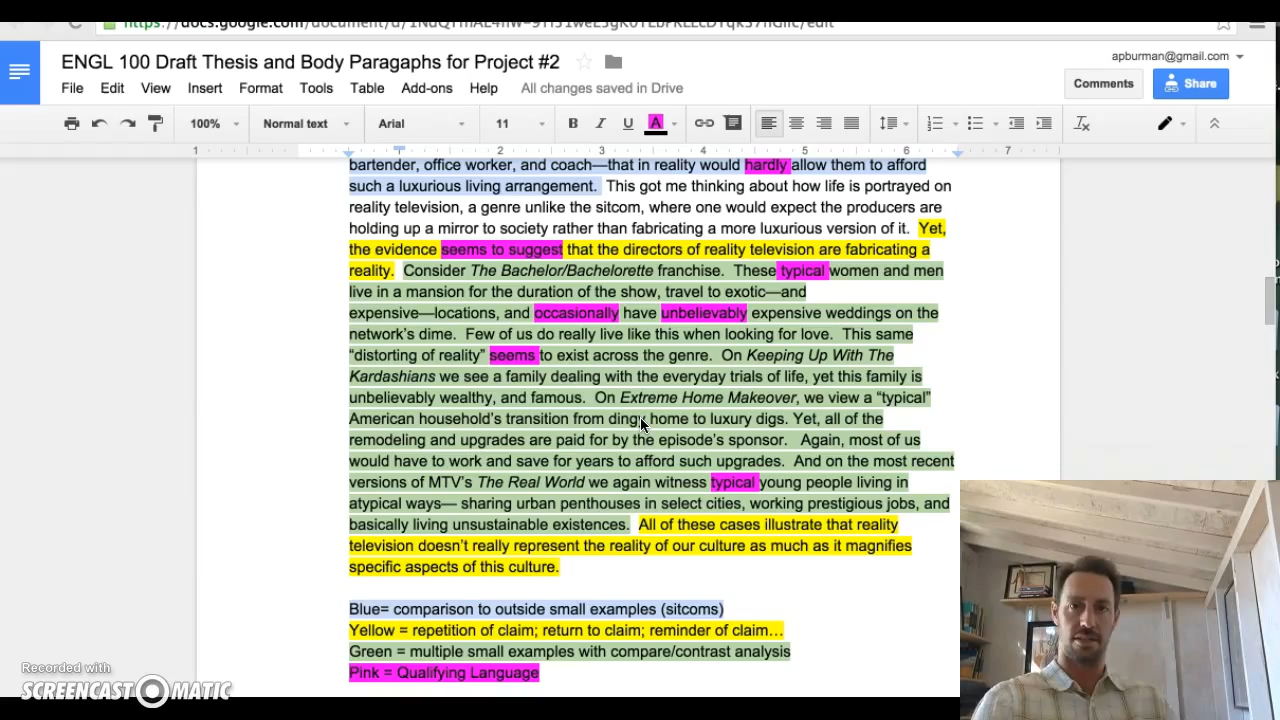 ENGL 100 Draft Thesis and Body Paragaphs for Project #2
apburman@gmail.com
File Edit View Insert Format Tools Table Add-ons Help All changes saved in Drive
Comments Share
100% Normal text Arial 11 B I U A
1 1 2 3 4 5 6 7
bartender, office worker, and coach—that in reality would hardly allow them to afford
such a luxurious living arrangement. This got me thinking about how life is portrayed on
reality television, a genre unlike the sitcom, where one would expect the producers are
holding up a mirror to society rather than fabricating a more luxurious version of it. Yet,
the evidence seems to suggest that the directors of reality television are fabricating a
reality. Consider The Bachelor/Bachelorette franchise. These typical women and men
live in a mansion for the duration of the show, travel to exotic—and
expensive—locations, and occasionally have unbelievably expensive weddings on the
network's dime. Few of us do really live like this when looking for love. This same
“distorting of reality” seems to exist across the genre. On Keeping Up With The
Kardashians we see a family dealing with the everyday trials of life, yet this family is
unbelievably wealthy, and famous. On Extreme Home Makeover, we view a “typical”
American household's transition from dingy home to luxury digs. Yet, all of the
remodeling and upgrades are paid for by the episode's sponsor. Again, most of us
would have to work and save for years to afford such upgrades. And on the most recent
versions of MTV's The Real World we again witness typical young people living in
atypical ways— sharing urban penthouses in select cities, working prestigious jobs, and
basically living unsustainable existences. All of these cases illustrate that reality
television doesn't really represent the reality of our culture as much as it magnifies
specific aspects of this culture.
Blue= comparison to outside small examples (sitcoms)
Yellow = repetition of claim; return to claim; reminder of claim…
Green = multiple small examples with compare/contrast analysis
Pink = Qualifying Language
Recorded with
SCREENCAST MATIC